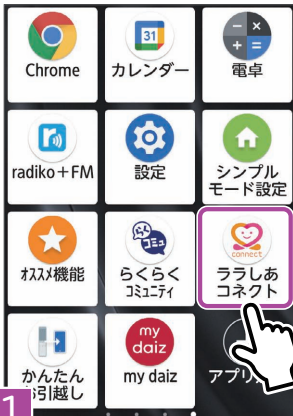 31
Chrome
カレンダー
電卓
radiko+FM
設定
シンプル
モード設定
オススメ機能
らくらく
コミュニティ
connect
ララしあ
コネクト
かんたん
お引越し
my
daiz
my daiz
アプリ
1